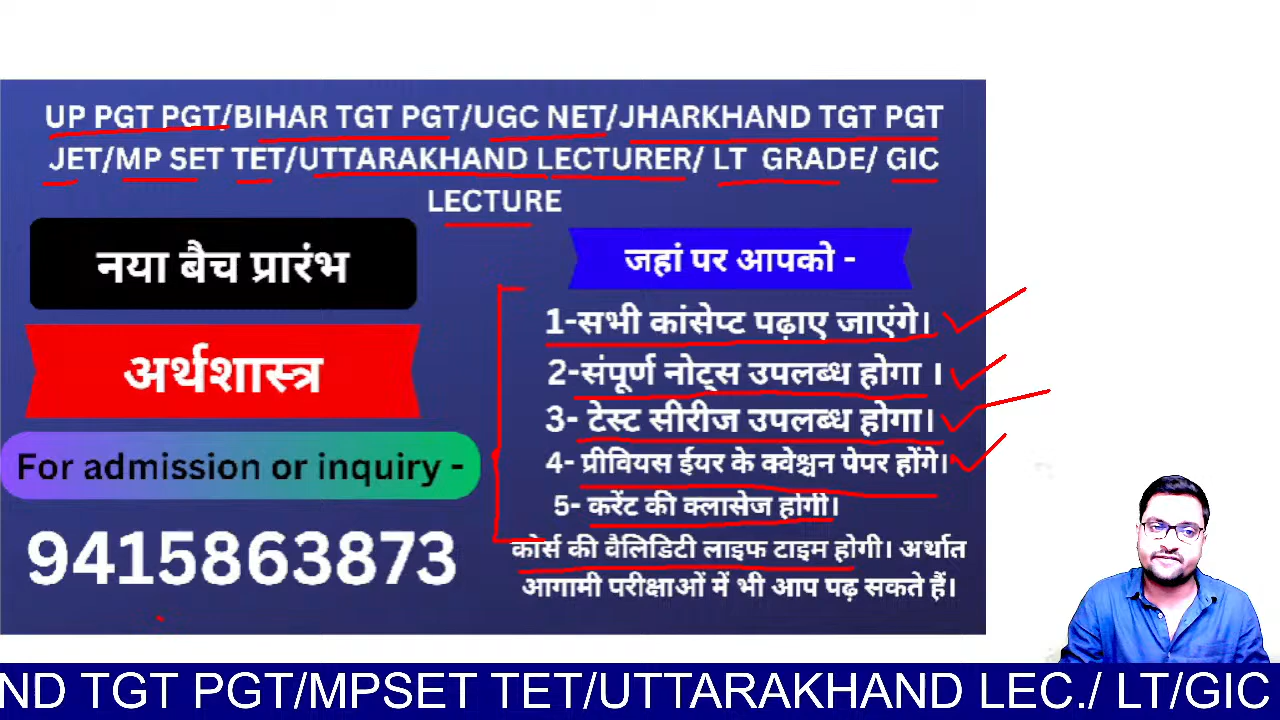 UP PGT PGT/BIHAR TGT PGT/UGC NET/JHARKHAND TGT PGT
JET/MP SET TET/UTTARAKHAND LECTURER/ LT GRADE/ GIC
LECTURE
नया बैच प्रारंभ
अर्थशास्त्र
For admission or inquiry -
9415863873
जहां पर आपको -
1-सभी कांसेप्ट पढ़ाए जाएंगे।
2-संपूर्ण नोट्स उपलब्ध होगा ।
3- टेस्ट सीरीज उपलब्ध होगा।
4- प्रीवियस ईयर के क्वेश्चन पेपर होंगे।
5- करेंट की क्लासेज होगी।
कोर्स की वैलिडिटी लाइफ टाइम होगी। अर्थात
आगामी परीक्षाओं में भी आप पढ़ सकते हैं।
ND TGT PGT/MPSET TET/UTTARAKHAND LEC./ LT/GIC